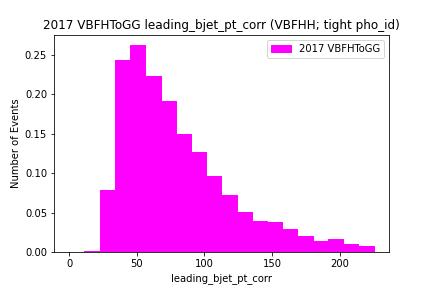 2017 VBFHToGG leading_bjet_pt_corr (VBFHH; tight pho_id)
2017 VBFHToGG
Number of Events
0.25
0.20
0.15
0.10
0.05
0.00
0 50 100 150 200
leading_bjet_pt_corr